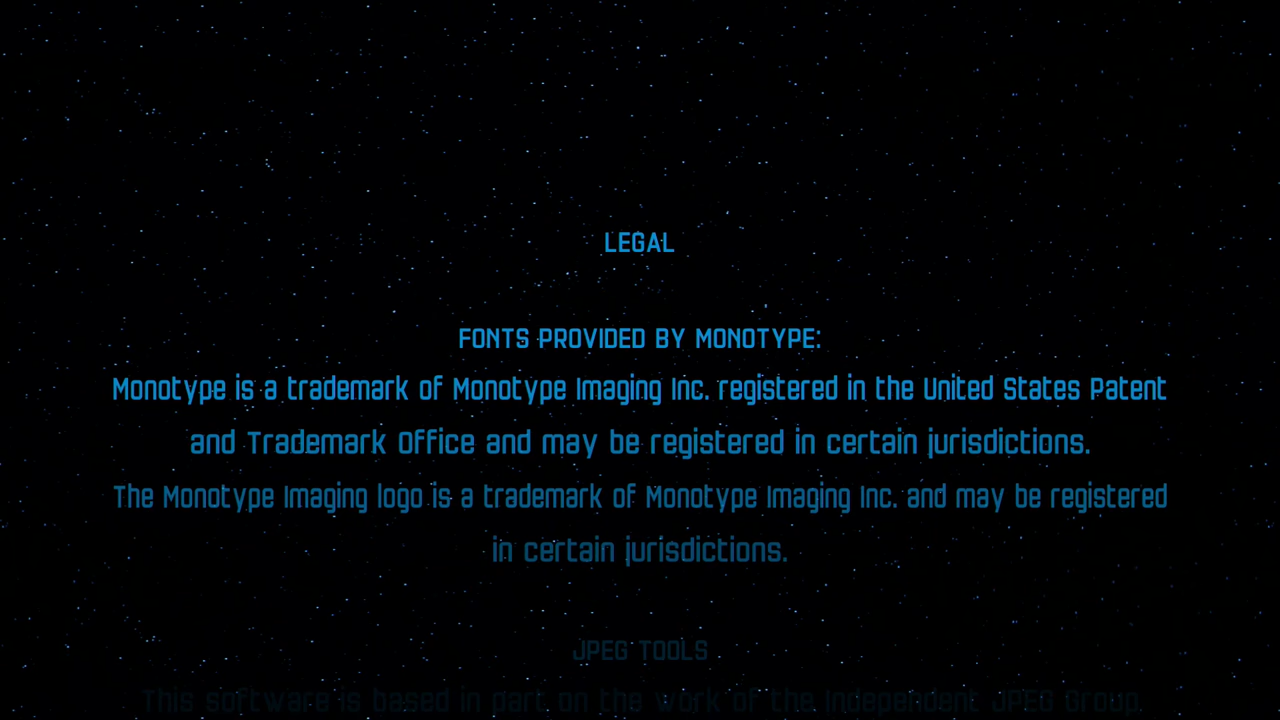 LEGAL
FONTS PROVIDED BY MONOTYPE:
Monotype is a trademark of Monotype Imaging Inc. registered in the United States Patent
and Trademark Office and may be registered in certain jurisdictions.
The Monotype Imaging logo is a trademark of Monotype Imaging Inc. and may be registered
in certain jurisdictions.
JPEG TOOLS
This software is based in part on the work of the Independent JPEG Group.